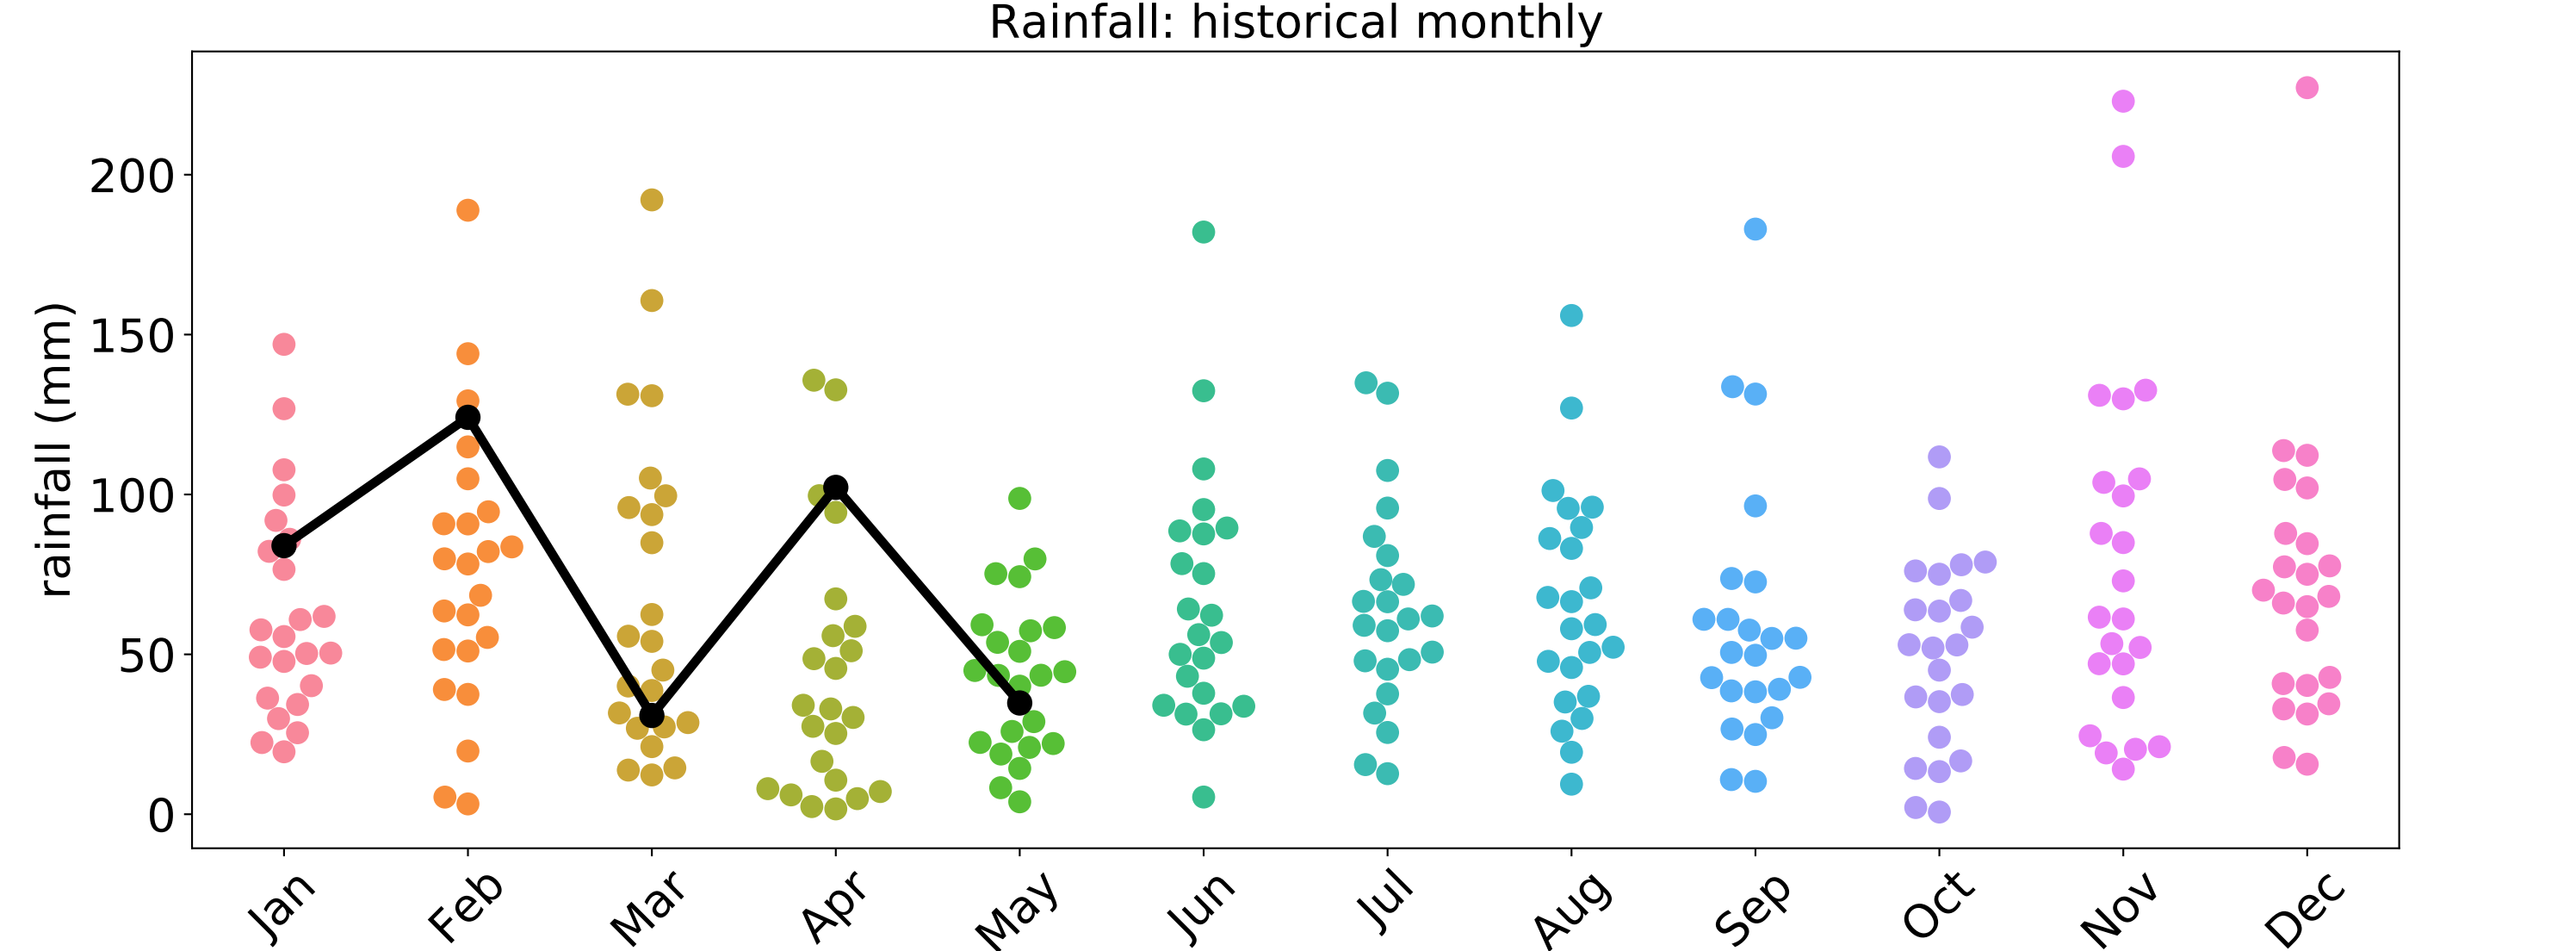 Rainfall: historical monthly
rainfall (mm)
200
150
100
50
0
Jan
Feb
Mar
Apr
May
Jun
Jul
Aug
Sep
Oct
Nov
Dec